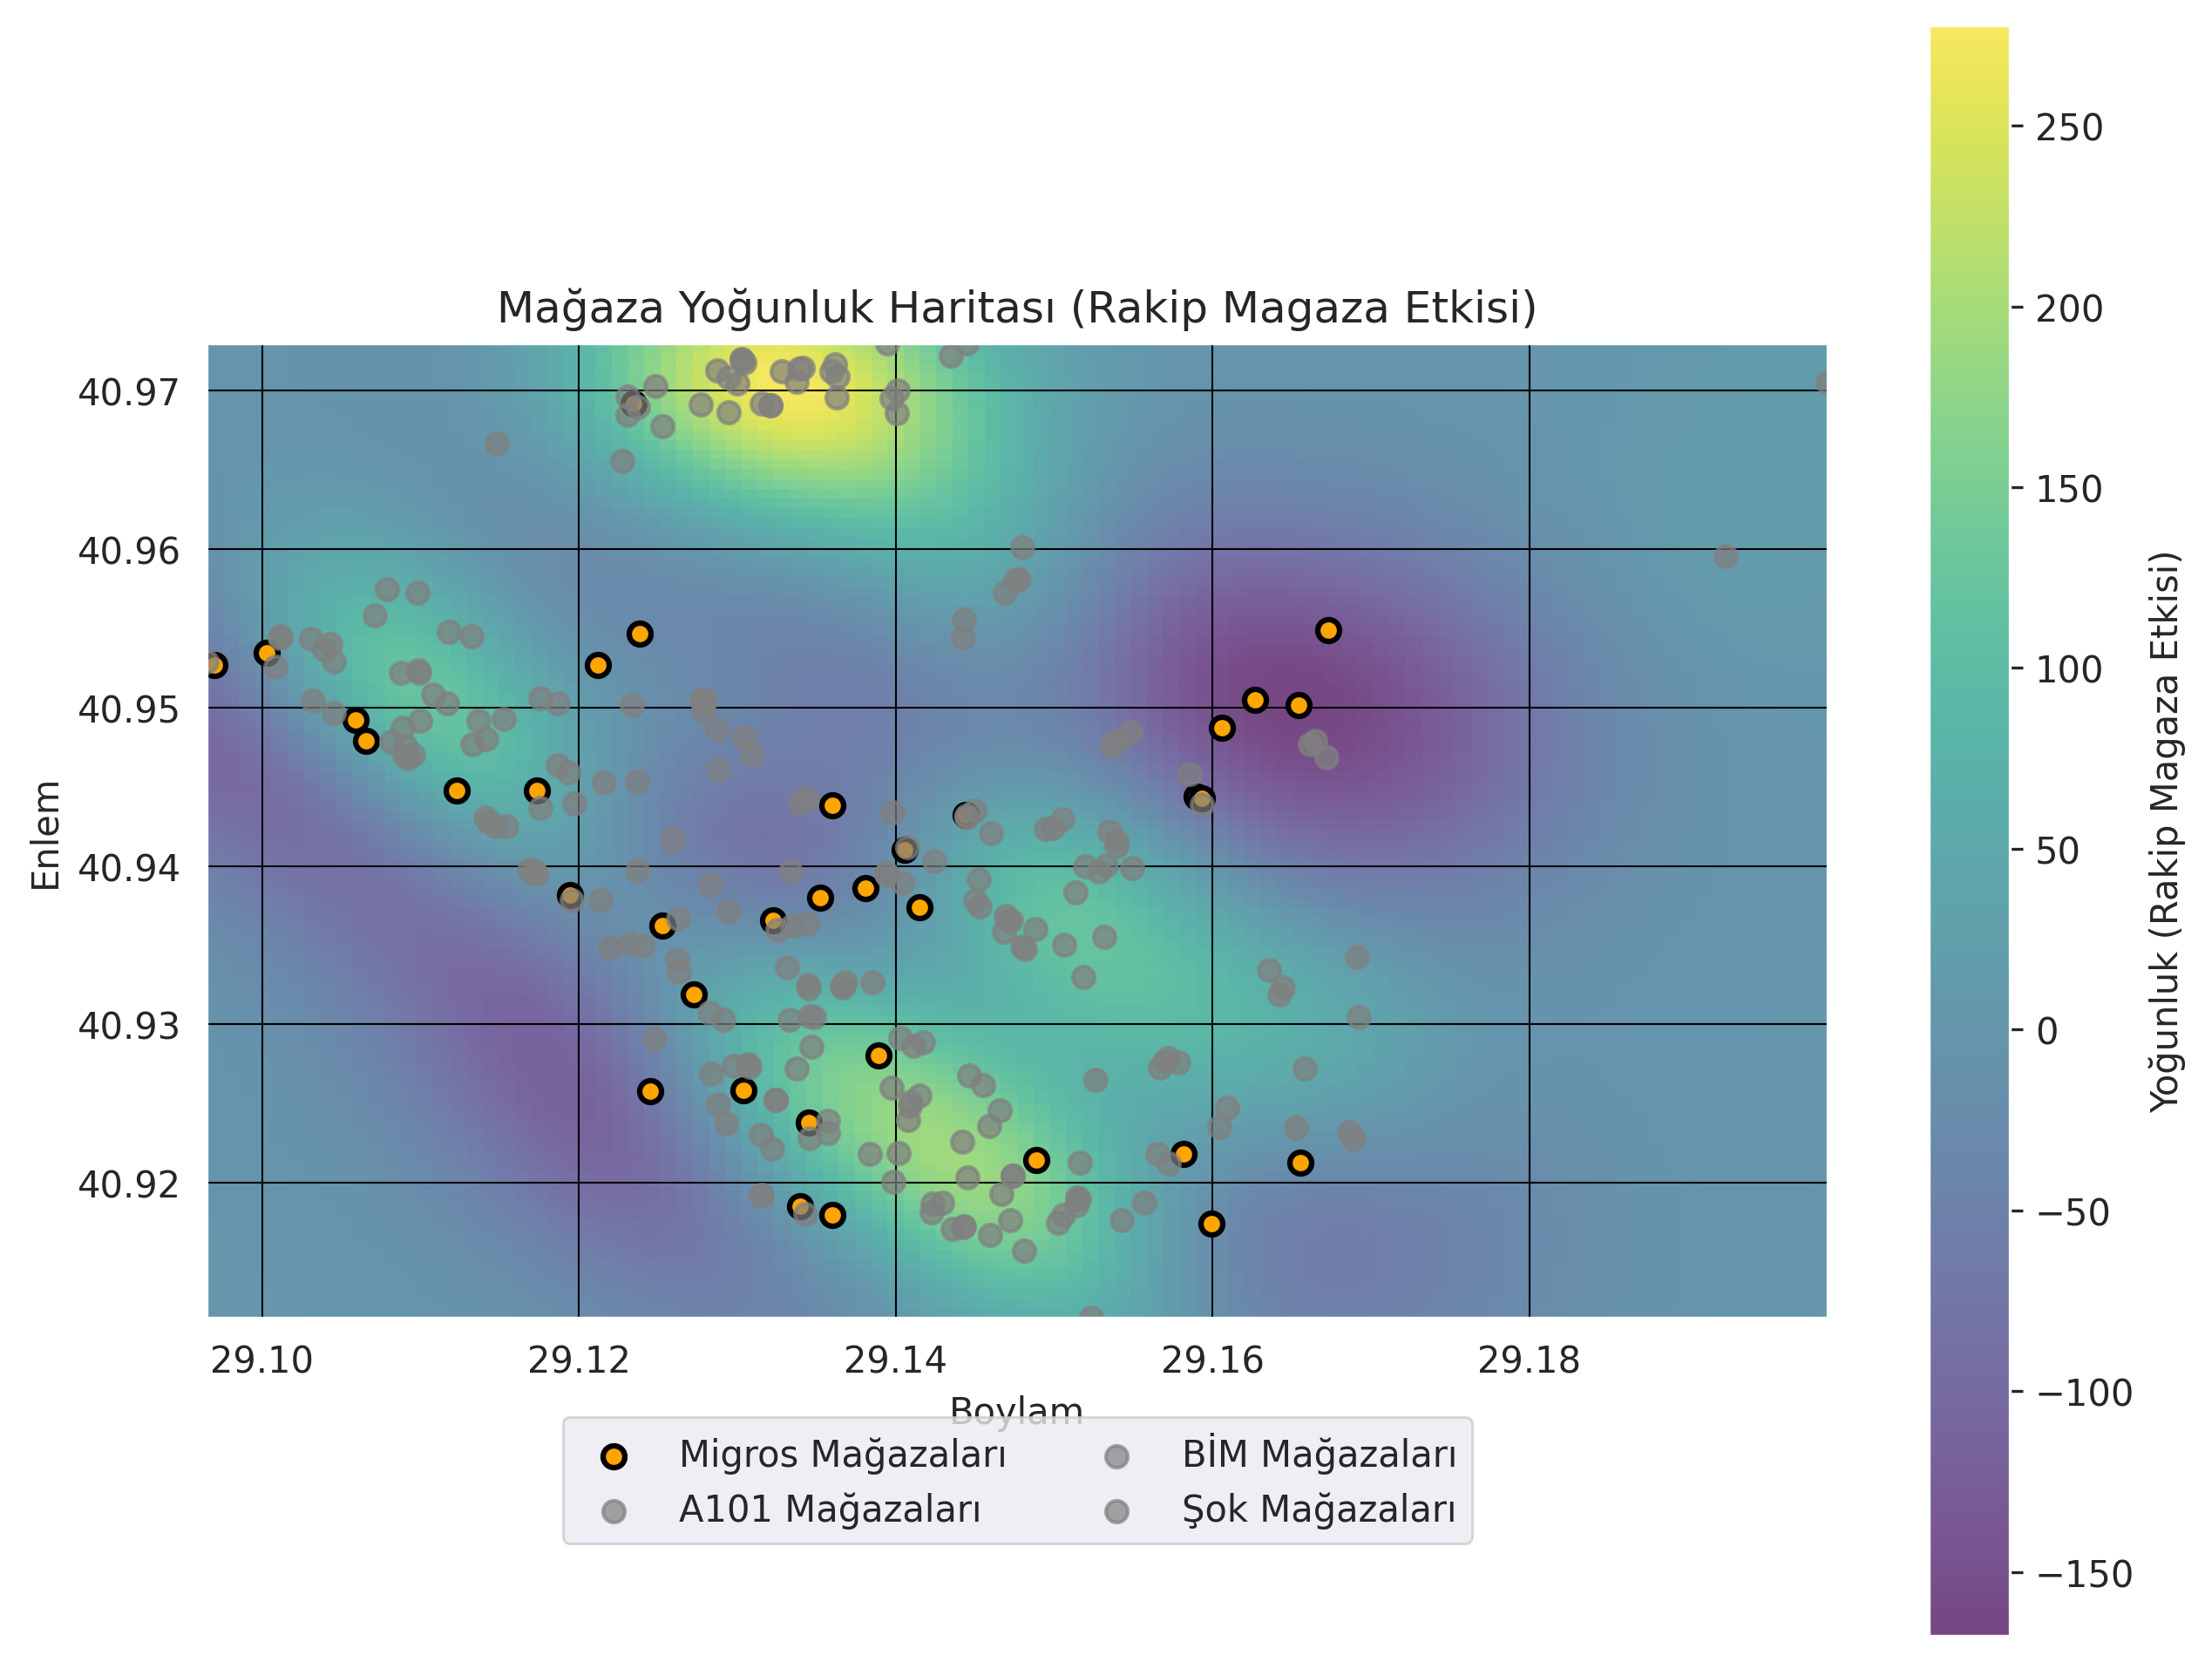 Mağaza Yoğunluk Haritası (Rakip Magaza Etkisi)
40.97
40.96
40.95
40.94
40.93
40.92
Enlem
29.10 29.12 29.14 29.16 29.18
Boylam
Migros Mağazaları
A101 Mağazaları
BİM Mağazaları
Şok Mağazaları
250
200
150
100
50
0
−50
−100
−150
Yoğunluk (Rakip Magaza Etkisi)